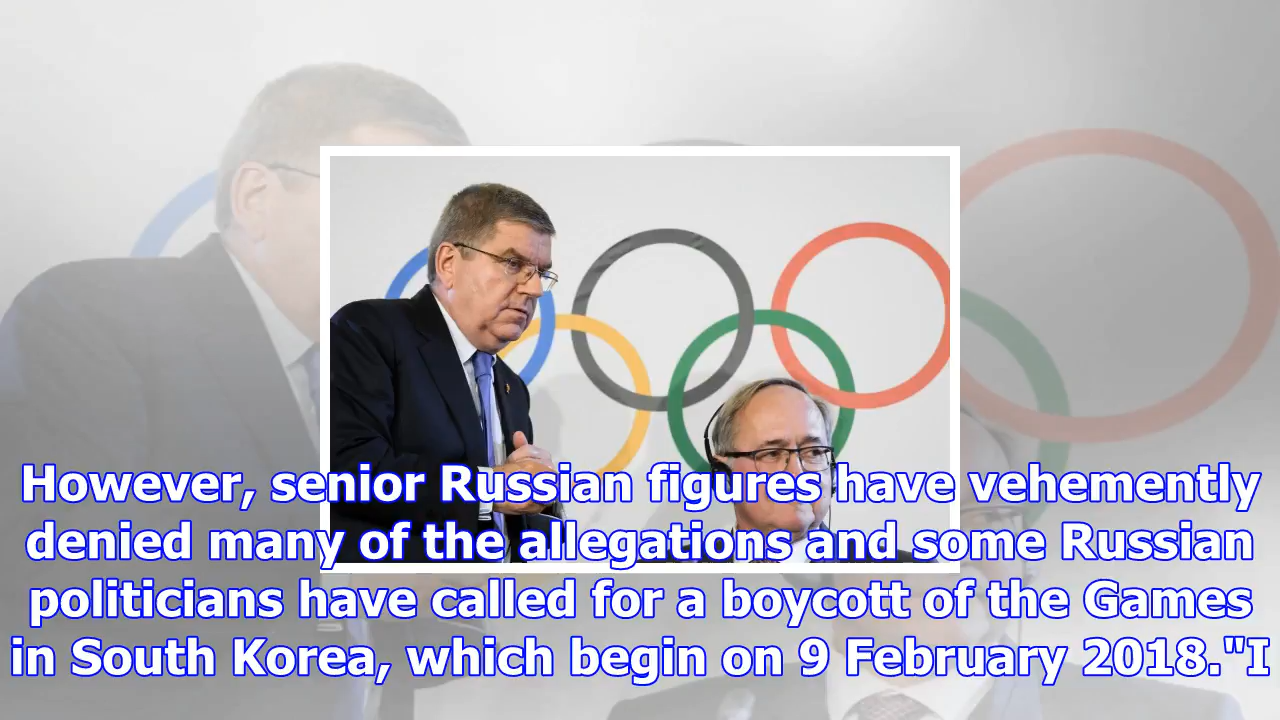 However, senior Russian figures have vehemently
denied many of the allegations and some Russian
politicians have called for a boycott of the Games
in South Korea, which begin on 9 February 2018."I